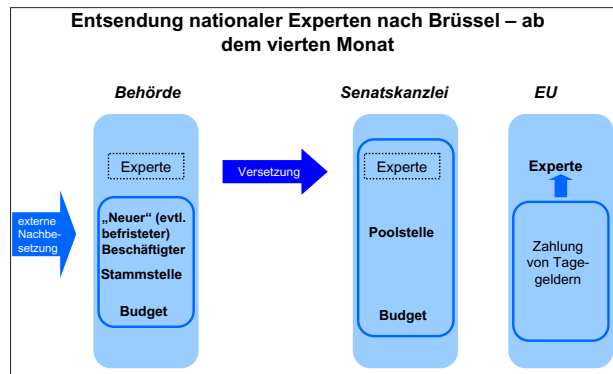 Entsendung nationaler Experten nach Brüssel – ab
dem vierten Monat
Behörde
Senatskanzlei
EU
Experte
Versetzung
Experte
Experte
externe
Nachbe-
setzung
„Neuer“ (evtl.
befristeter)
Beschäftigter
Stammstelle
Budget
Poolstelle
Budget
Zahlung
von Tage-
geldern